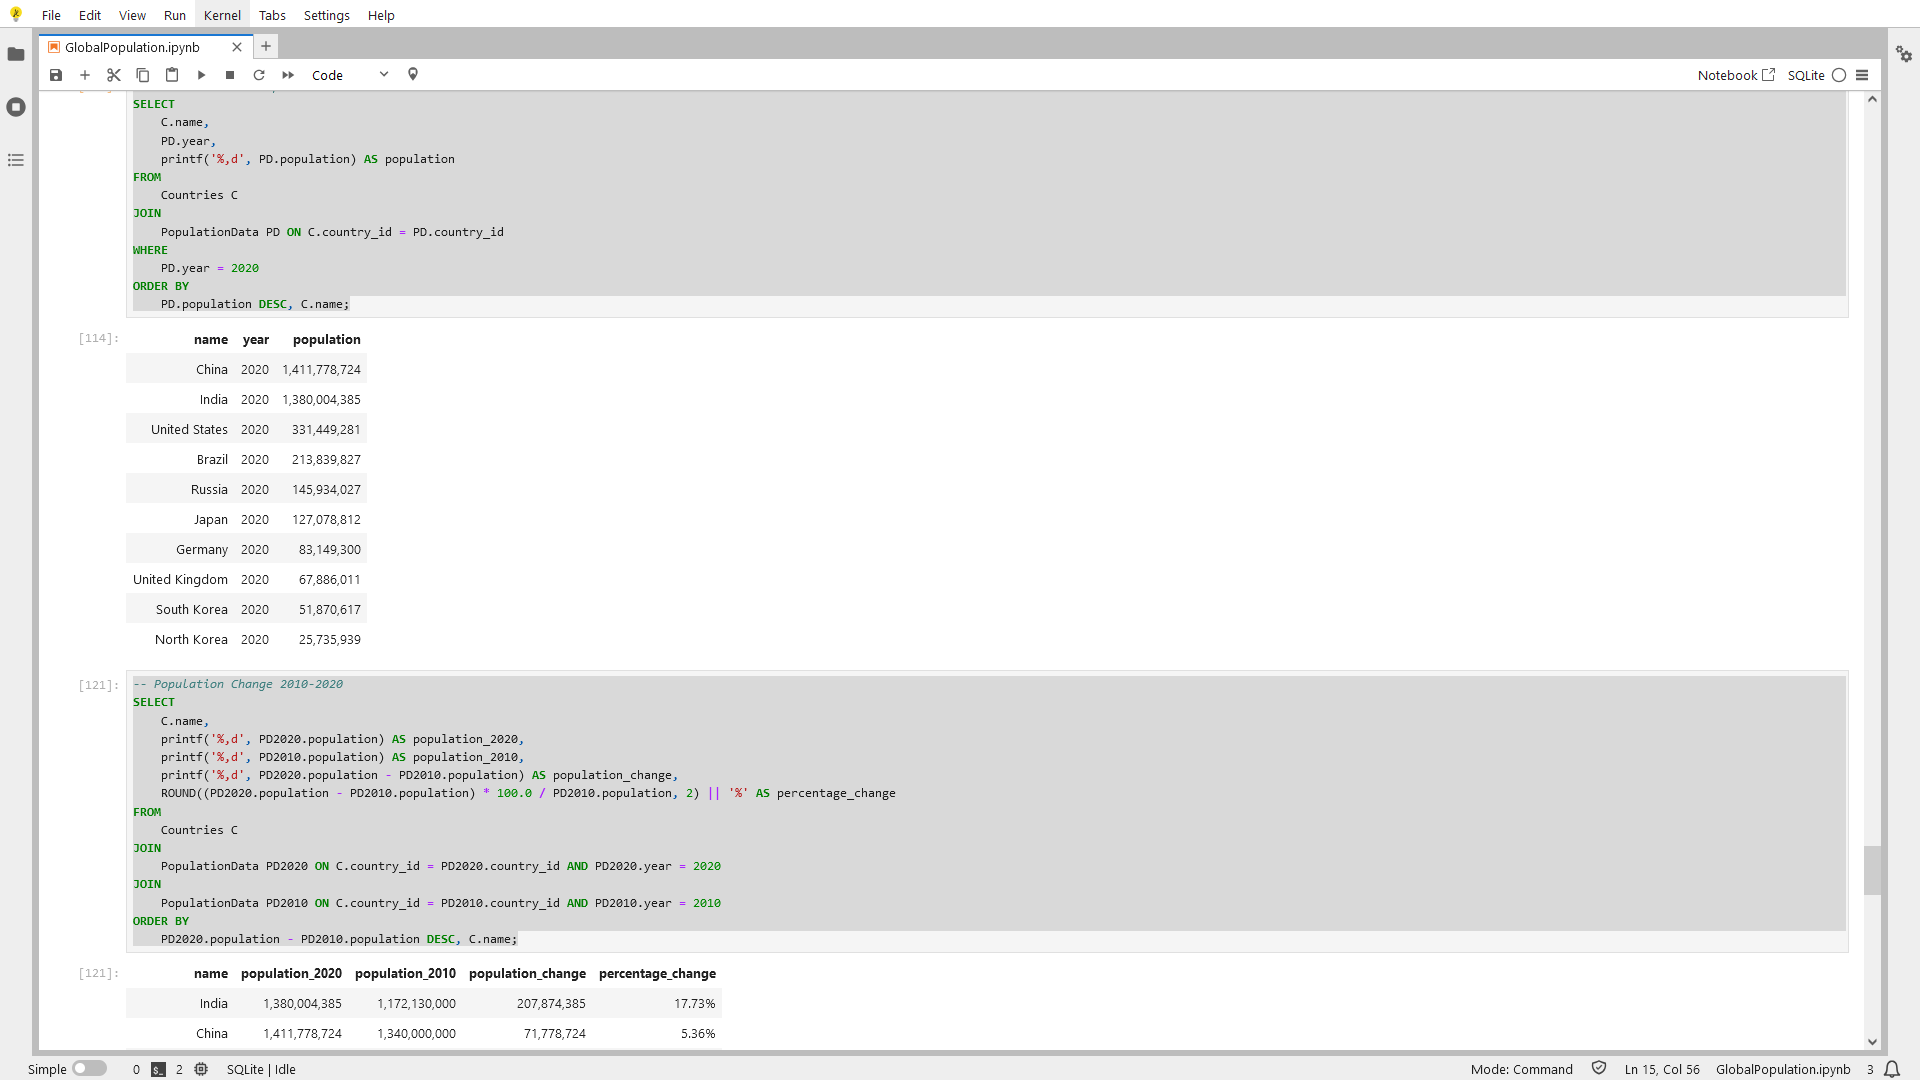 File Edit View Run Kernel Tabs Settings Help
GlobalPopulation.ipynb
Code
Notebook SQLite
SELECT
C.name,
PD.year,
printf('%,d', PD.population) AS population
FROM
Countries C
JOIN
PopulationData PD ON C.country_id = PD.country_id
WHERE
PD.year = 2020
ORDER BY
PD.population DESC, C.name;
[114]:
name year population
China 2020 1,411,778,724
India 2020 1,380,004,385
United States 2020 331,449,281
Brazil 2020 213,839,827
Russia 2020 145,934,027
Japan 2020 127,078,812
Germany 2020 83,149,300
United Kingdom 2020 67,886,011
South Korea 2020 51,870,617
North Korea 2020 25,735,939
[121]:
-- Population Change 2010-2020
SELECT
C.name,
printf('%,d', PD2020.population) AS population_2020,
printf('%,d', PD2010.population) AS population_2010,
printf('%,d', PD2020.population - PD2010.population) AS population_change,
ROUND((PD2020.population - PD2010.population) * 100.0 / PD2010.population, 2) || '%' AS percentage_change
FROM
Countries C
JOIN
PopulationData PD2020 ON C.country_id = PD2020.country_id AND PD2020.year = 2020
JOIN
PopulationData PD2010 ON C.country_id = PD2010.country_id AND PD2010.year = 2010
ORDER BY
PD2020.population - PD2010.population DESC, C.name;
[121]:
name population_2020 population_2010 population_change percentage_change
India 1,380,004,385 1,172,130,000 207,874,385 17.73%
China 1,411,778,724 1,340,000,000 71,778,724 5.36%
Simple 0 2 SQLite | Idle Mode: Command Ln 15, Col 56 GlobalPopulation.ipynb 3